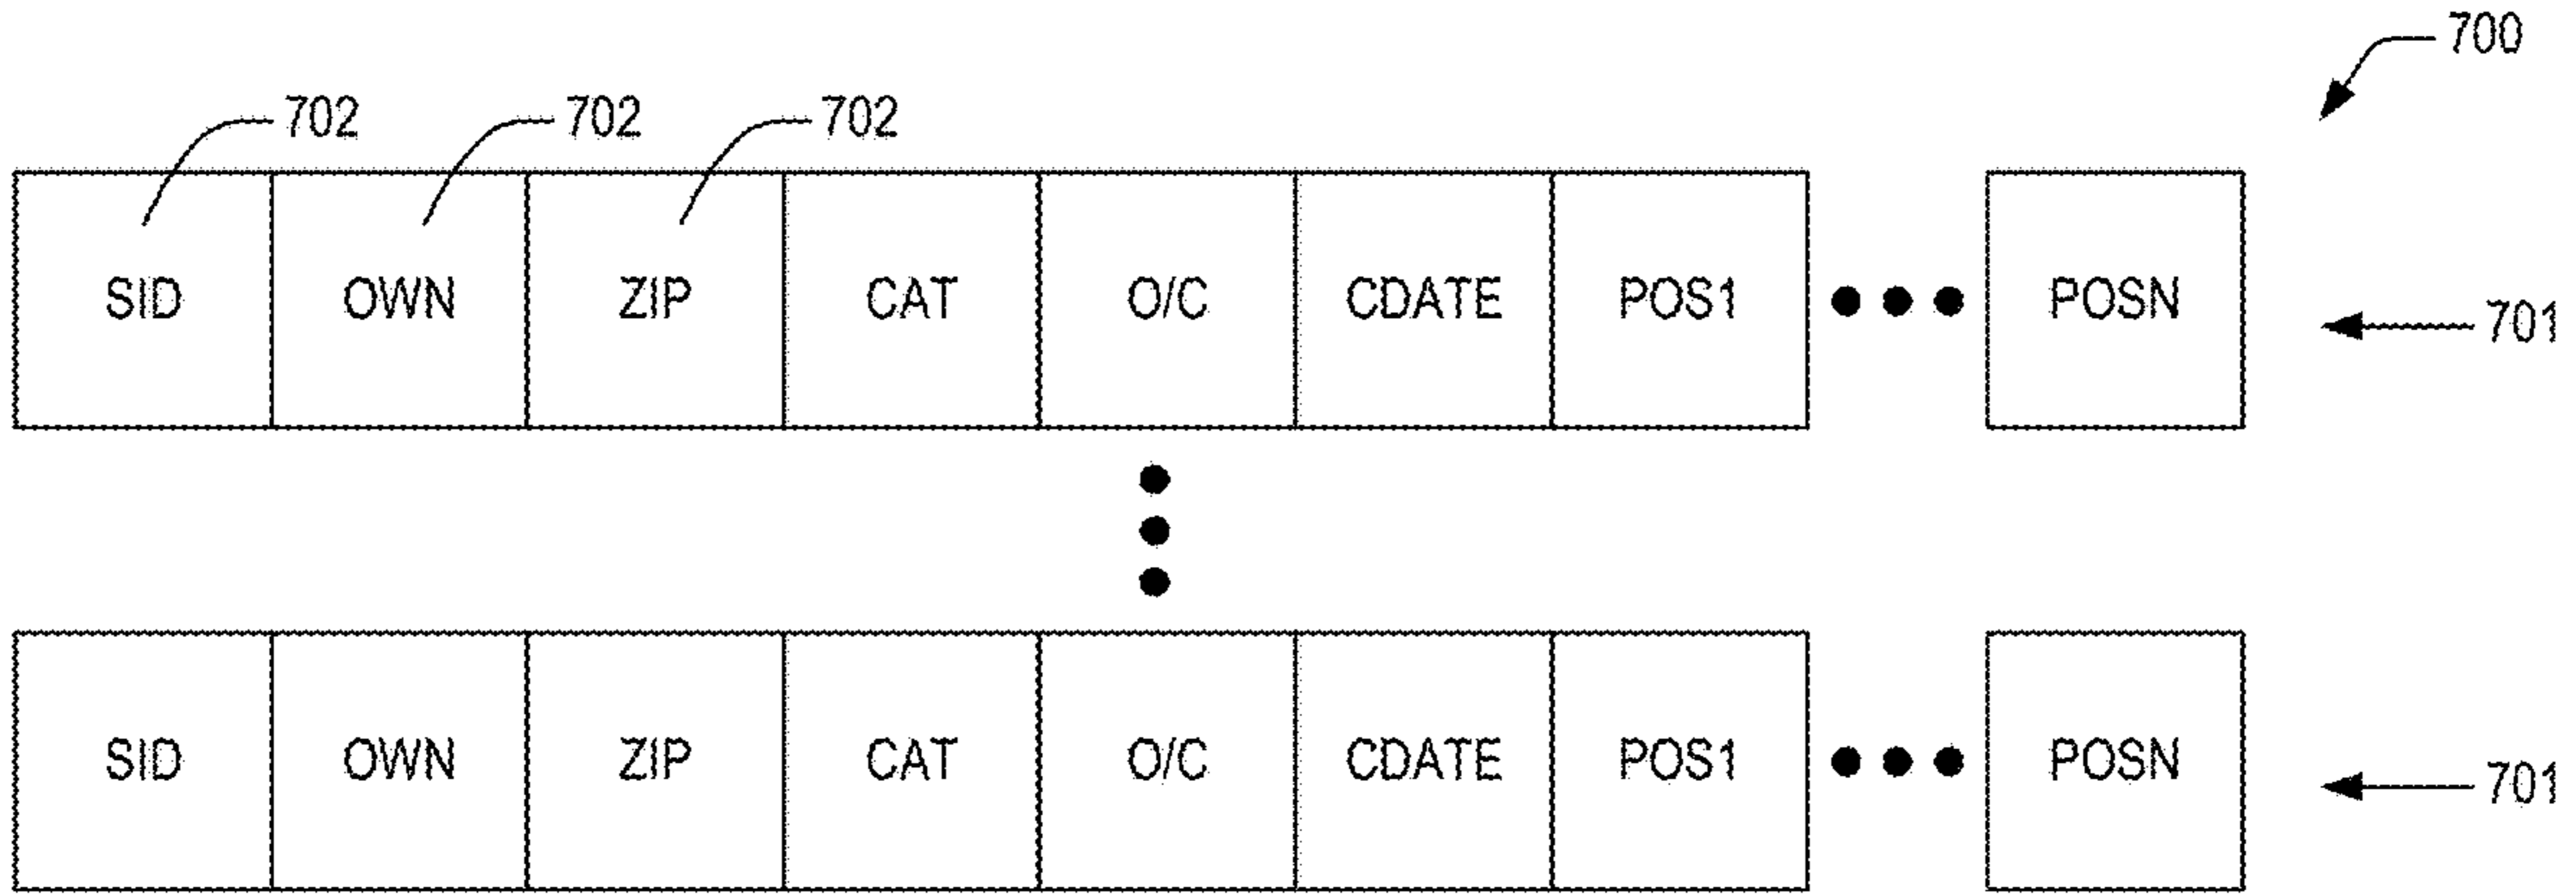 700
702 702 702
SID OWN ZIP CAT O/C CDATE POS1 POSN
701
SID OWN ZIP CAT O/C CDATE POS1 POSN
701